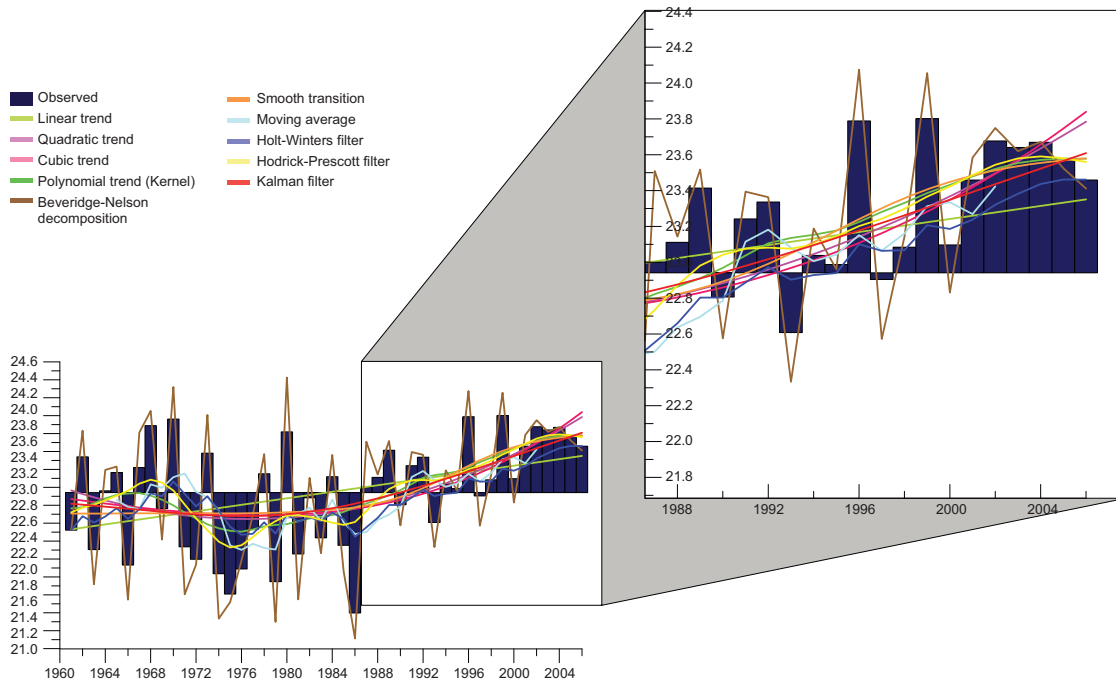 Observed
Linear trend
Quadratic trend
Cubic trend
Polynomial trend (Kernel)
Beveridge-Nelson
decomposition
Smooth transition
Moving average
Holt-Winters filter
Hodrick-Prescott filter
Kalman filter
24.4
24.2
24.0
23.8
23.6
23.4
23.2
23.0
22.8
22.6
22.4
22.2
22.0
21.8
1988 1992 1996 2000 2004
24.6
24.4
24.2
24.0
23.8
23.6
23.4
23.2
23.0
22.8
22.6
22.4
22.2
22.0
21.8
21.6
21.4
21.2
21.0
1960 1964 1968 1972 1976 1980 1984 1988 1992 1996 2000 2004